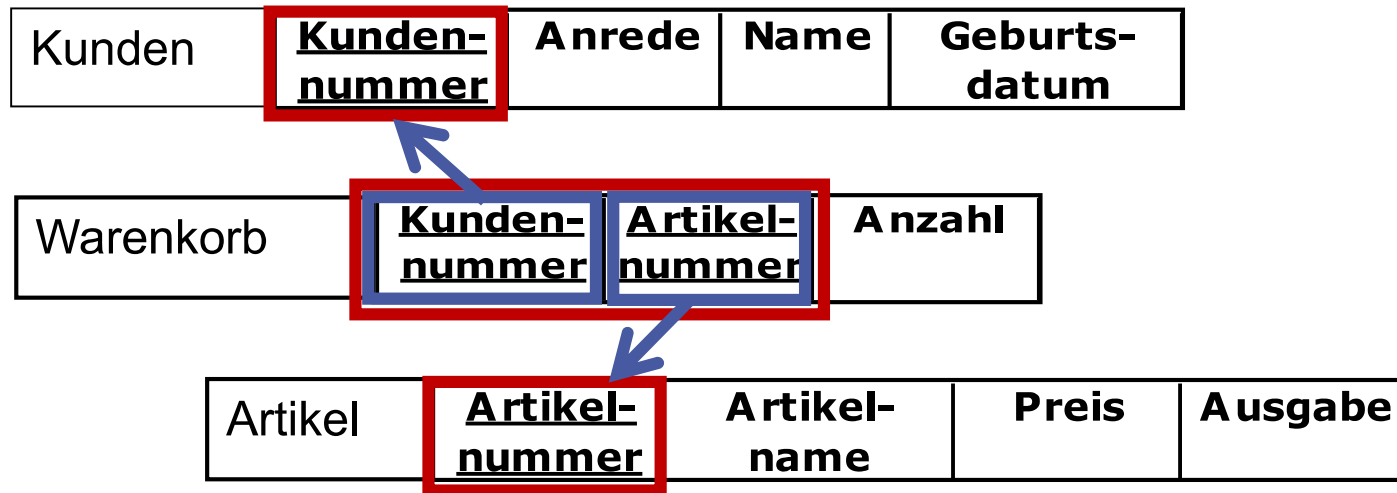 Kunden Kunden- Anrede Name Geburts-
nummer datum
Warenkorb Kunden- Artikel- Anzahl
nummer nummer
Artikel Artikel- Artikel- Preis Ausgabe
nummer name